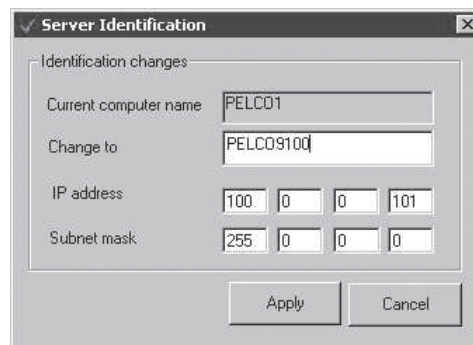 Server Identification
Identification changes
Current computer name PELCO1
Change to PELCO9100
IP address 100 0 0 101
Subnet mask 255 0 0 0
Apply Cancel